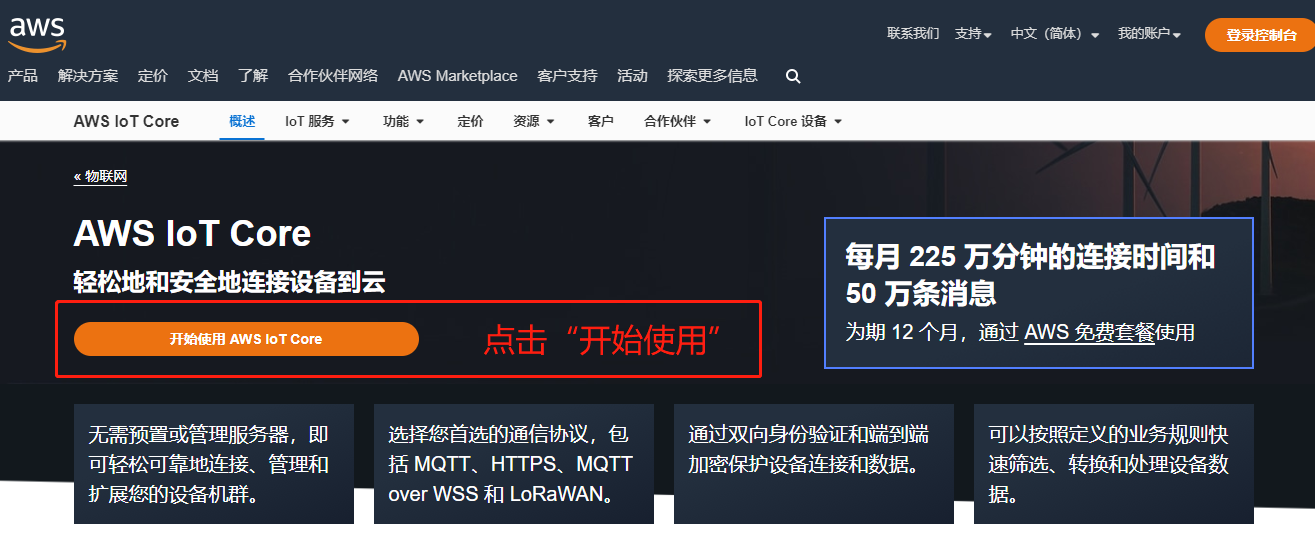 aws
联系我们 支持 中文（简体） 我的账户 登录控制台
产品 解决方案 定价 文档 了解 合作伙伴网络 AWS Marketplace 客户支持 活动 探索更多信息
AWS IoT Core 概述 IoT 服务 功能 定价 资源 客户 合作伙伴 IoT Core 设备
« 物联网
AWS IoT Core
轻松地和安全地连接设备到云
开始使用 AWS IoT Core
点击“开始使用”
每月 225 万分钟的连接时间和
50 万条消息
为期 12 个月，通过 AWS 免费套餐使用
无需预置或管理服务器，即
可轻松可靠地连接、管理和
扩展您的设备机群。
选择您首选的通信协议，包
括 MQTT、HTTPS、MQTT
over WSS 和 LoRaWAN。
通过双向身份验证和端到端
加密保护设备连接和数据。
可以按照定义的业务规则快
速筛选、转换和处理设备数
据。